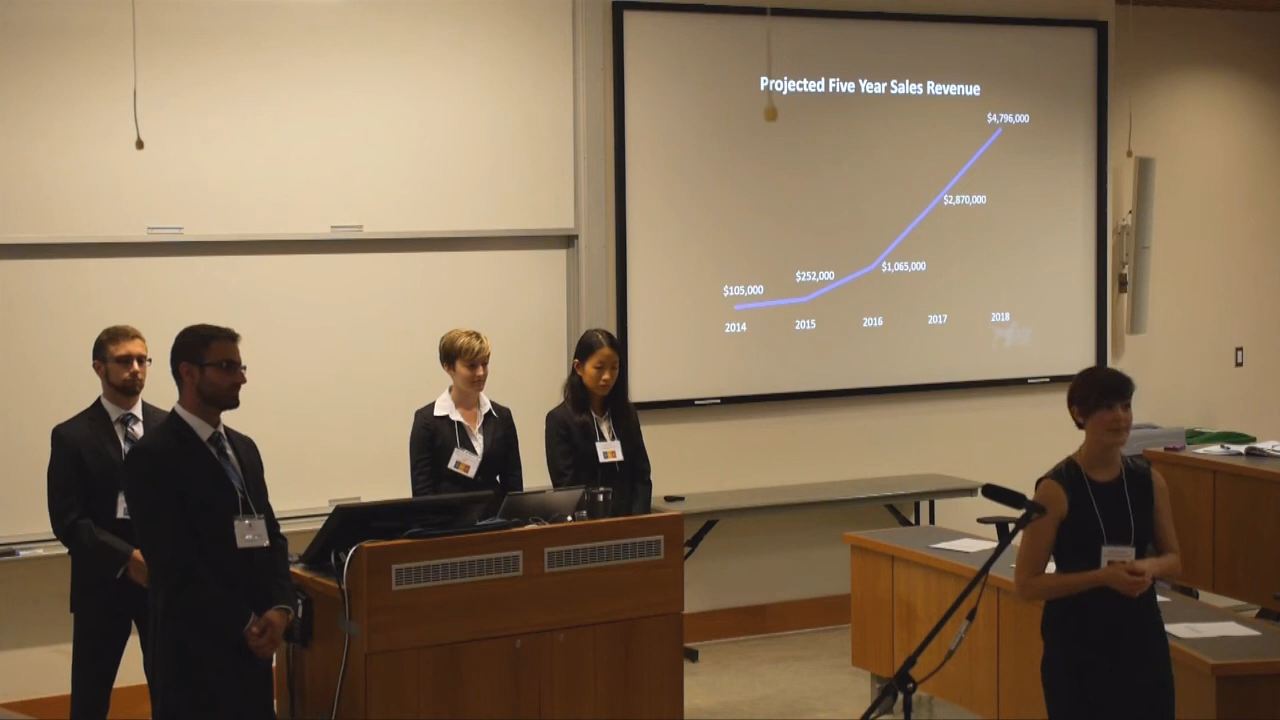 Projected Five Year Sales Revenue
$4,796,000
$2,870,000
$1,065,000
$252,000
$105,000
2014 2015 2016 2017 2018